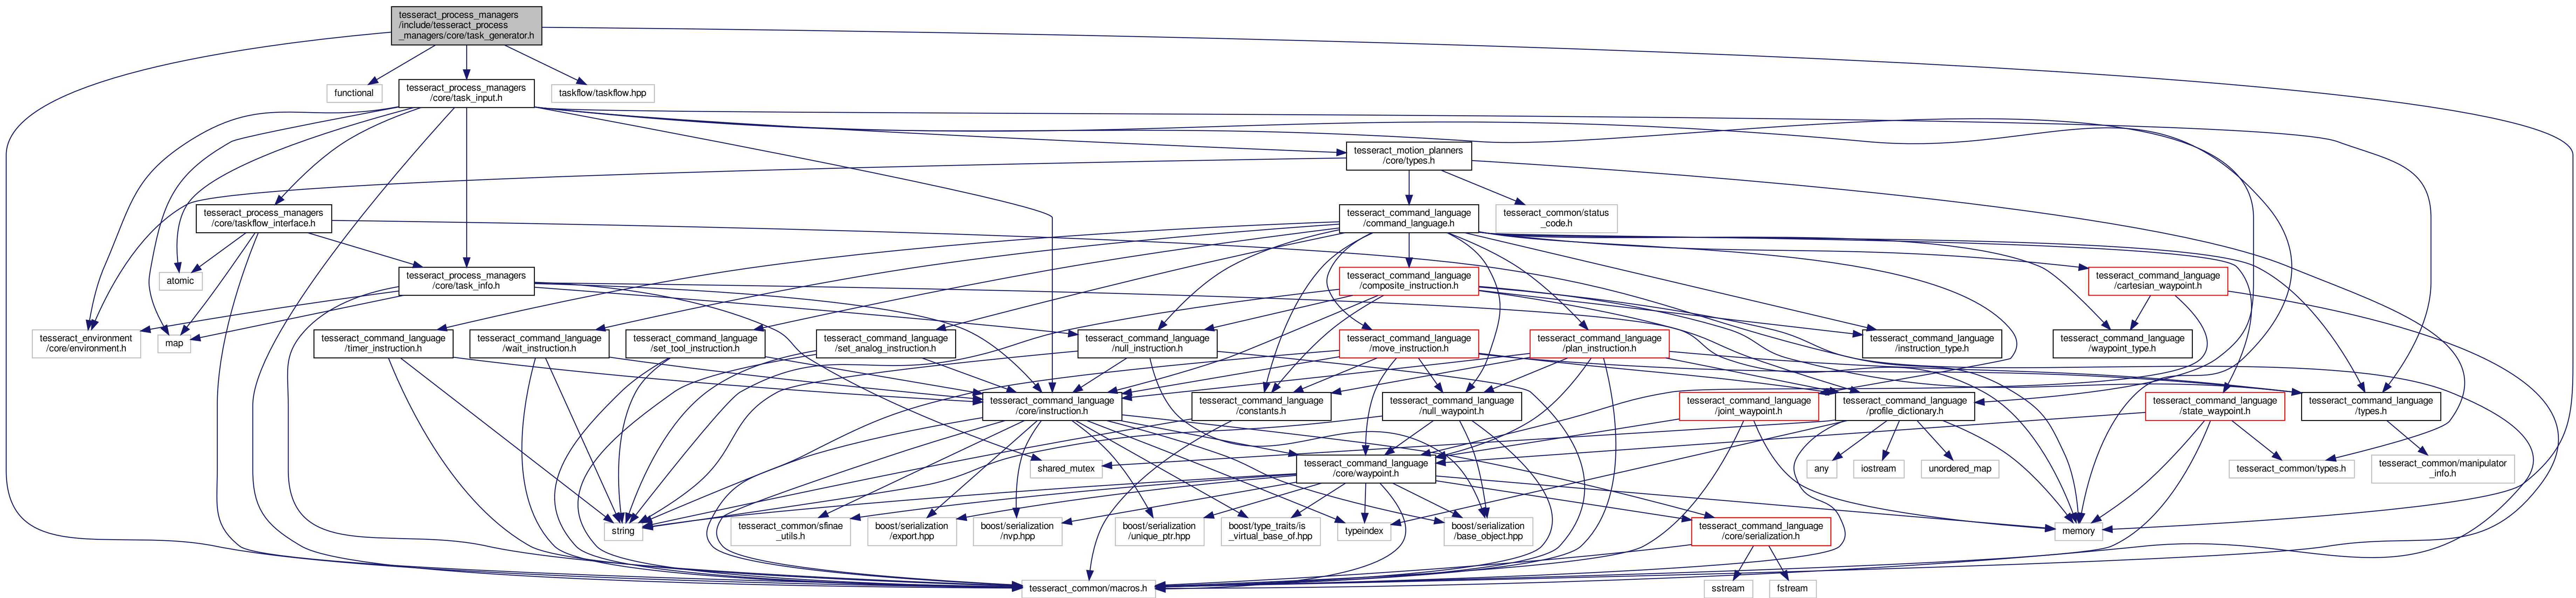 tesseract_process_managers
/include/tesseract_process
_managers/core/task_generator.h
functional
tesseract_process_managers
/core/task_input.h
taskflow/taskflow.hpp
tesseract_motion_planners
/core/types.h
tesseract_process_managers
/core/taskflow_interface.h
tesseract_command_language
/command_language.h
tesseract_common/status
_code.h
atomic
tesseract_process_managers
/core/task_info.h
tesseract_command_language
/composite_instruction.h
tesseract_command_language
/cartesian_waypoint.h
tesseract_environment
/core/environment.h
map
tesseract_command_language
/timer_instruction.h
tesseract_command_language
/wait_instruction.h
tesseract_command_language
/set_tool_instruction.h
tesseract_command_language
/set_analog_instruction.h
tesseract_command_language
/null_instruction.h
tesseract_command_language
/move_instruction.h
tesseract_command_language
/plan_instruction.h
tesseract_command_language
/instruction_type.h
tesseract_command_language
/waypoint_type.h
tesseract_command_language
/core/instruction.h
tesseract_command_language
/constants.h
tesseract_command_language
/null_waypoint.h
tesseract_command_language
/joint_waypoint.h
tesseract_command_language
/profile_dictionary.h
tesseract_command_language
/state_waypoint.h
tesseract_command_language
/types.h
shared_mutex
tesseract_command_language
/core/waypoint.h
any
iostream
unordered_map
tesseract_common/types.h
tesseract_common/manipulator
_info.h
string
tesseract_common/sfinae
_utils.h
boost/serialization
/export.hpp
boost/serialization
/nvp.hpp
boost/serialization
/unique_ptr.hpp
boost/type_traits/is
_virtual_base_of.hpp
typeindex
boost/serialization
/base_object.hpp
tesseract_command_language
/core/serialization.h
memory
tesseract_common/macros.h
sstream
fstream